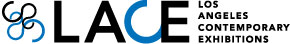 LACE
LOS
ANGELES
CONTEMPORARY
EXHIBITIONS